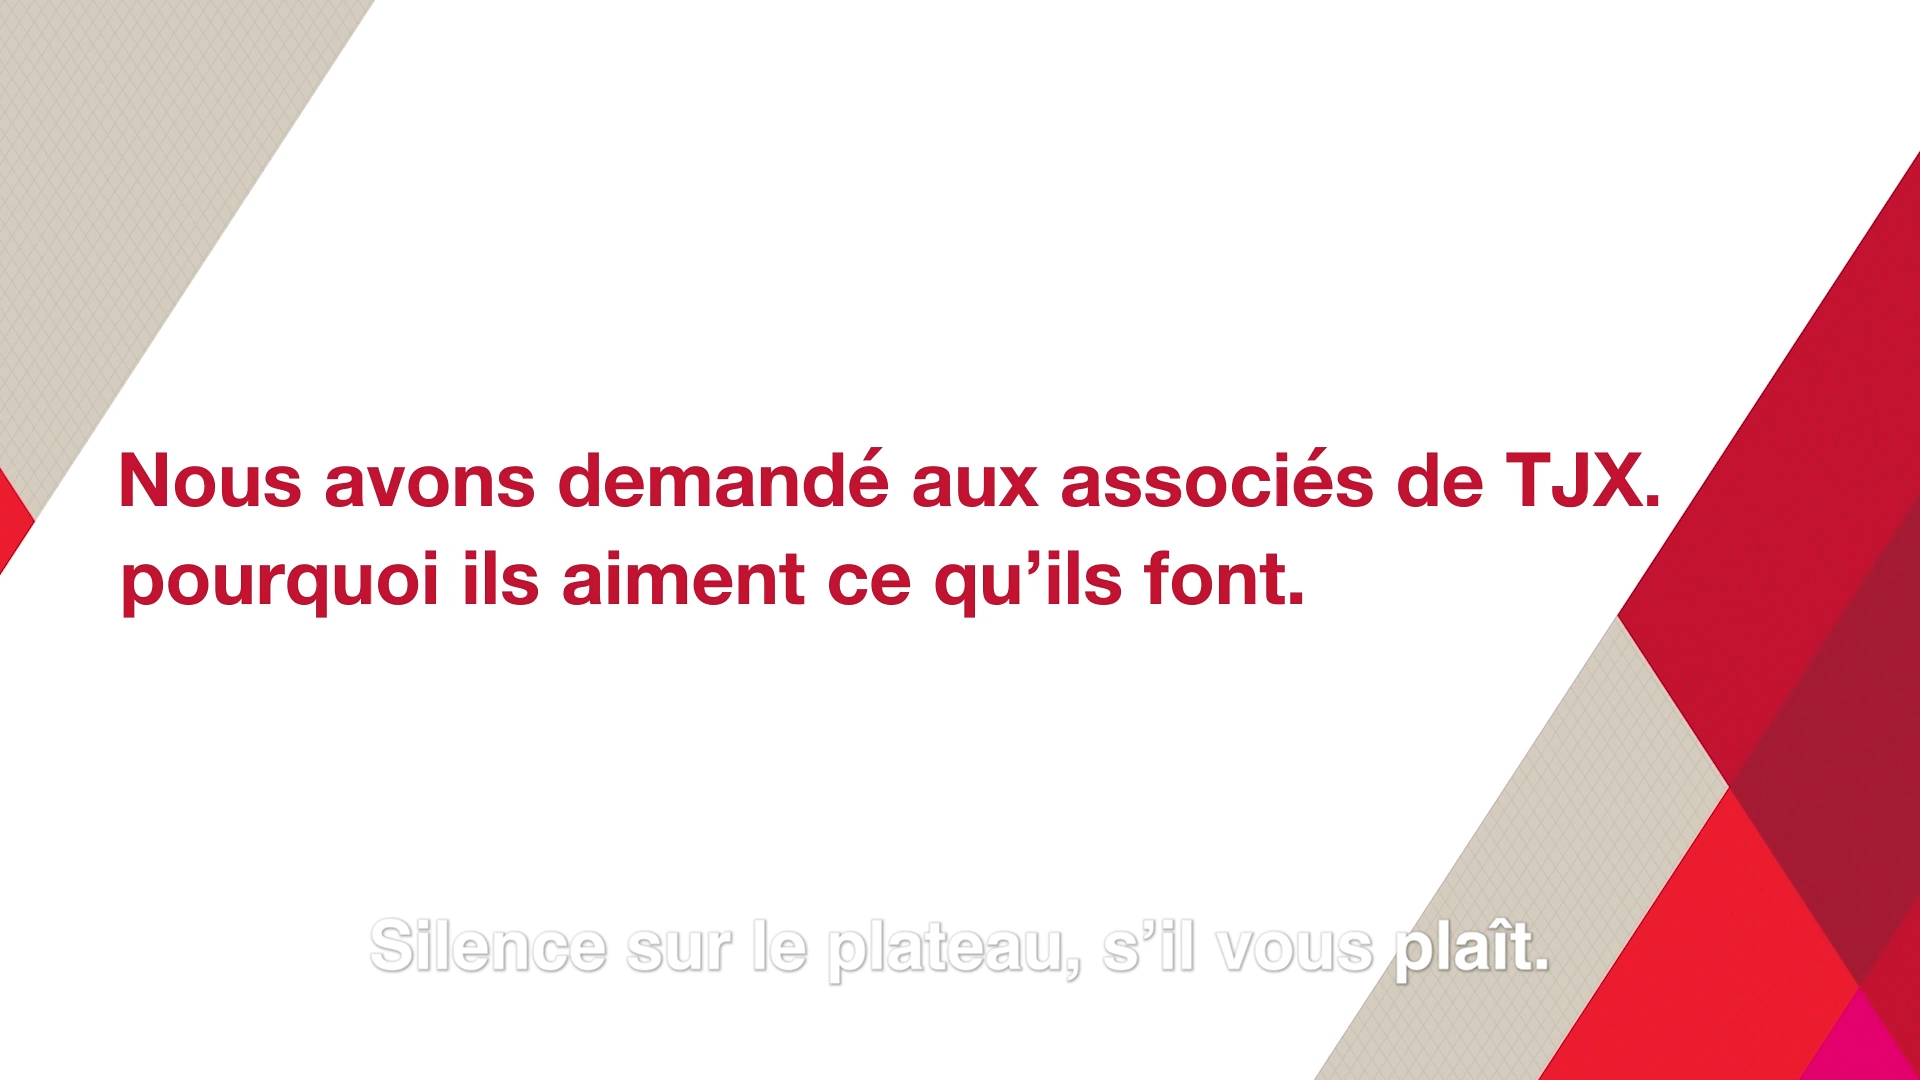 Nous avons demandé aux associés de TJX.
pourquoi ils aiment ce qu’ils font.
Silence sur le plateau, s’il vous plaît.